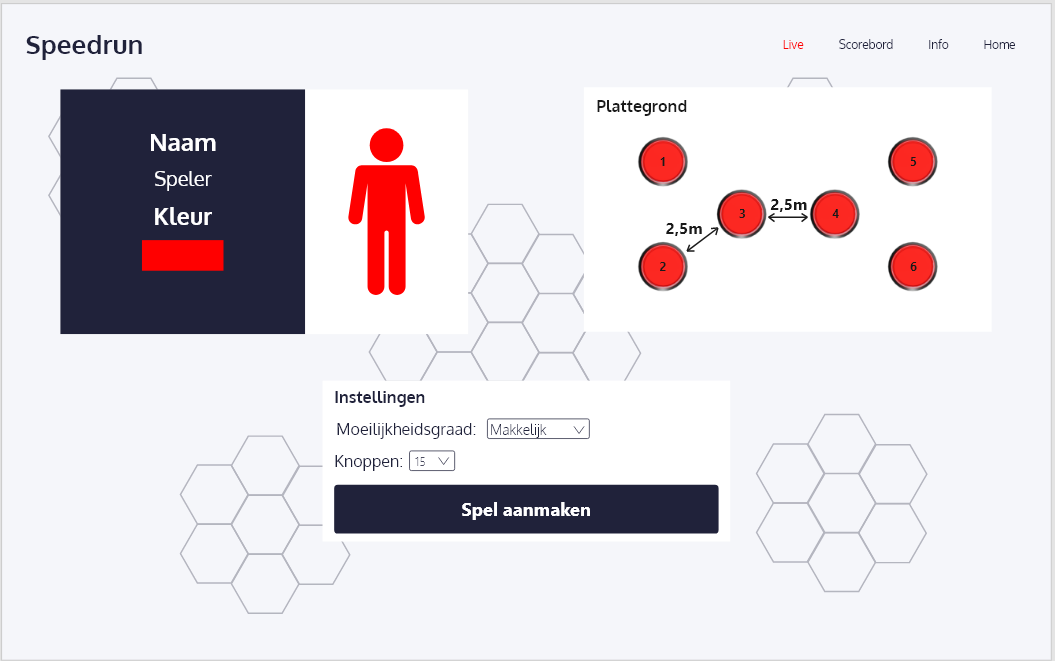 Speedrun
Live Scorebord Info Home
Naam
Speler
Kleur
Plattegrond
1
5
2,5m
3
4
2,5m
2
6
Instellingen
Moeilijkheidsgraad: Makkelijk
Knoppen: 15
Spel aanmaken